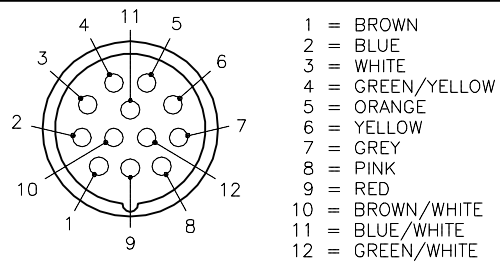 11
4
5
3
6
2
7
10
12
1
8
9
1 = BROWN
2 = BLUE
3 = WHITE
4 = GREEN/YELLOW
5 = ORANGE
6 = YELLOW
7 = GREY
8 = PINK
9 = RED
10 = BROWN/WHITE
11 = BLUE/WHITE
12 = GREEN/WHITE